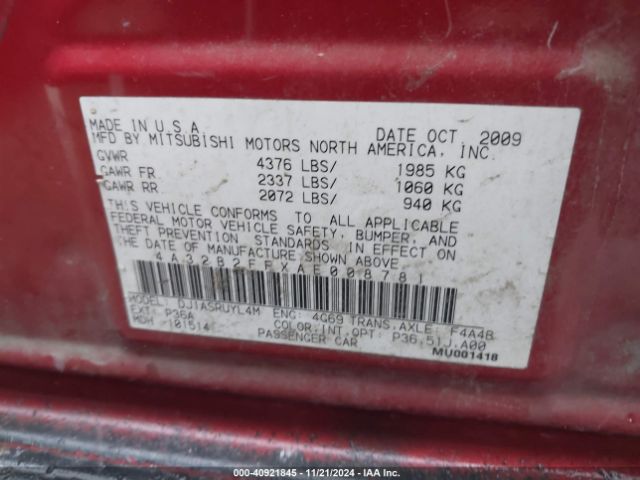 MADE IN U S A DATE OCT 2009
MFD BY MITSUBISHI MOTORS NORTH AMERICA, INC
GVWR 4376 LBS/ 1985 KG
GAWR FR 2337 LBS/ 1060 KG
GAWR RR 2072 LBS/ 940 KG
THIS VEHICLE CONFORMS TO ALL APPLICABLE
FEDERAL MOTOR VEHICLE SAFETY, BUMPER, AND
THEFT PREVENTION STANDARDS IN EFFECT ON
THE DATE OF MANUFACTURE SHOWN ABOVE
4A32B2FFXAE008781
MODEL: DJIASRUYL4M ENG: 4G69 TRANS.AXLE: F4A4B
EXT: P36A COLOR.INT.OPT: P36.51J.A00
MDH -101514 PASSENGER CAR
MU001418
000-40921845 - 11/21/2024 - IAA Inc.